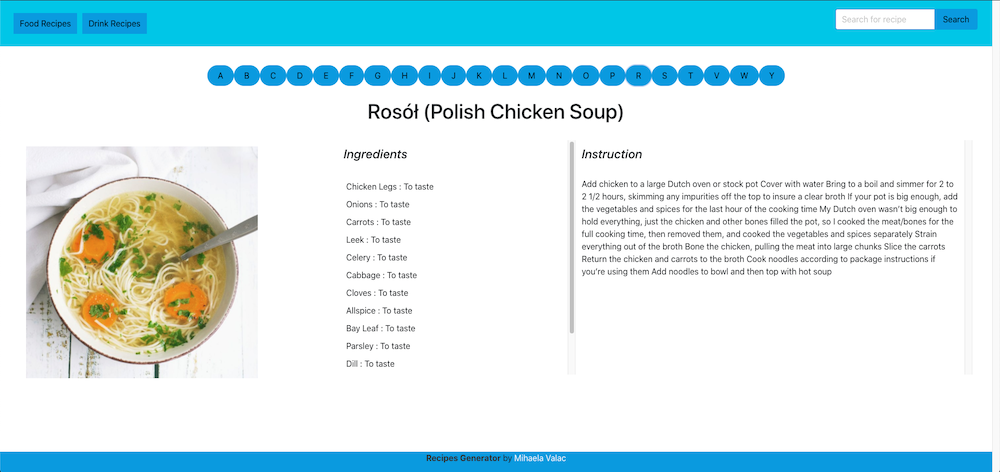 Food Recipes Drink Recipes Search for recipe Search
A B C D E F G H I J K L M N O P R S T V W Y
Rosół (Polish Chicken Soup)
Ingredients
Chicken Legs : To taste
Onions : To taste
Carrots : To taste
Leek : To taste
Celery : To taste
Cabbage : To taste
Cloves : To taste
Allspice : To taste
Bay Leaf : To taste
Parsley : To taste
Dill : To taste
Instruction
Add chicken to a large Dutch oven or stock pot Cover with water Bring to a boil and simmer for 2 to
2 1/2 hours, skimming any impurities off the top to insure a clear broth If your pot is big enough, add
the vegetables and spices for the last hour of the cooking time My Dutch oven wasn't big enough to
hold everything, just the chicken and other bones filled the pot, so I cooked the meat/bones for the
full cooking time, then removed them, and cooked the vegetables and spices separately Strain
everything out of the broth Bone the chicken, pulling the meat into large chunks Slice the carrots
Return the chicken and carrots to the broth Cook noodles according to package instructions if
you're using them Add noodles to bowl and then top with hot soup
Recipes Generator by Mihaela Valac